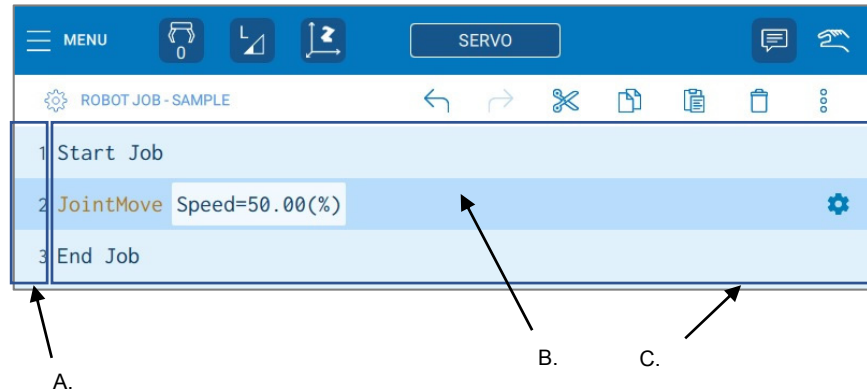 MENU
0
L
Z
SERVO
ROBOT JOB - SAMPLE
1 Start Job
2 JointMove Speed=50.00(%)
3 End Job
B.
C.
A.